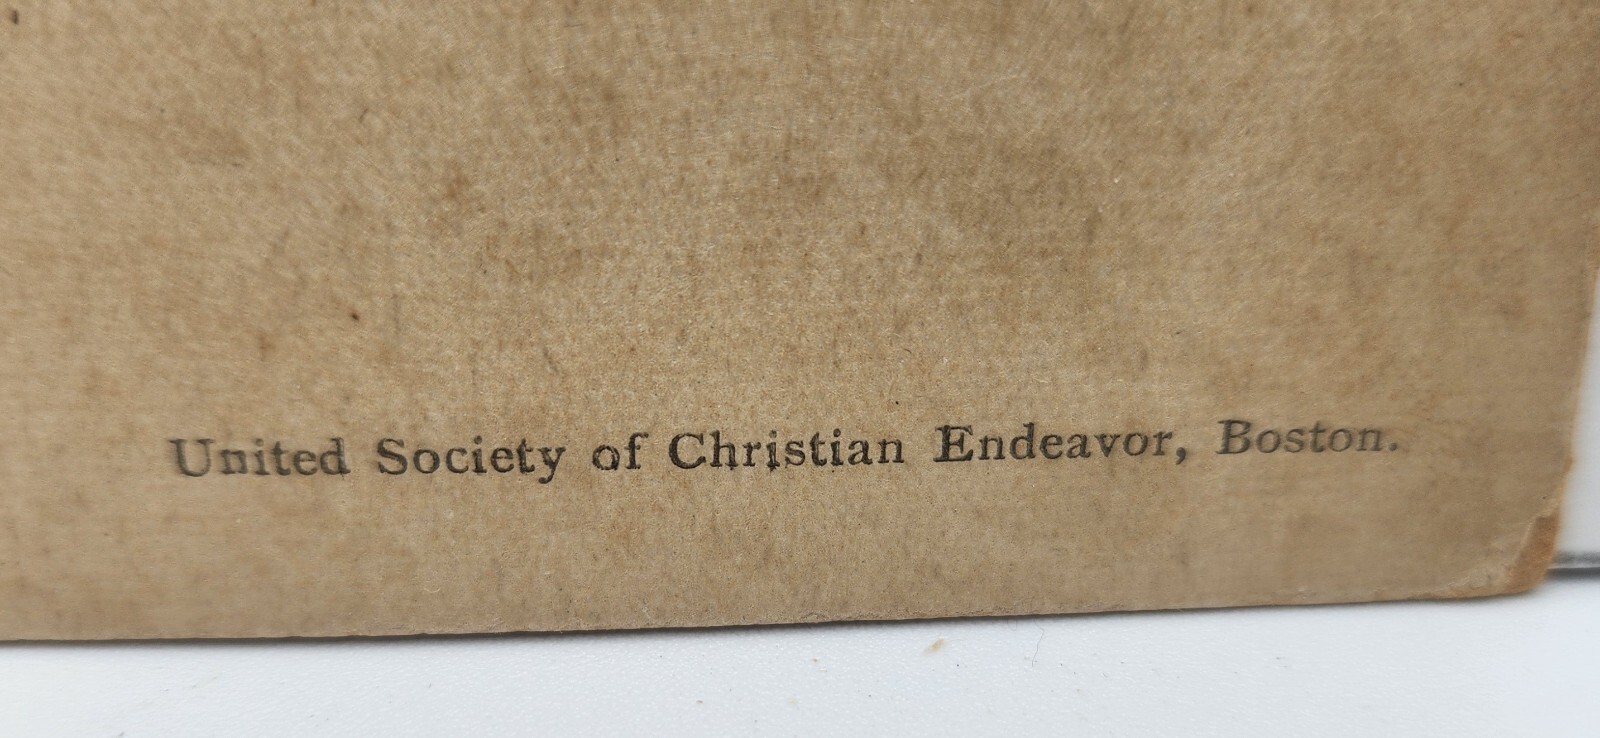 United Society of Christian Endeavor, Boston.